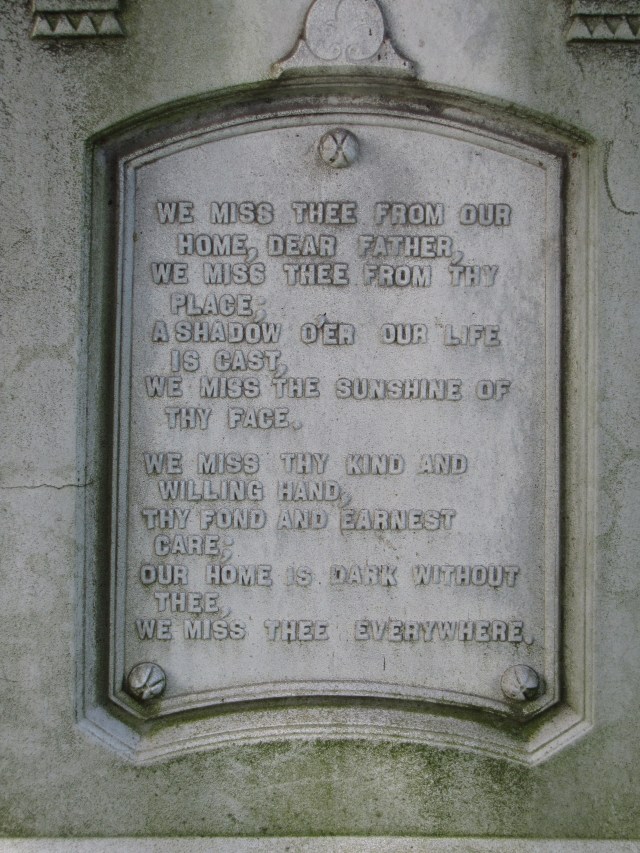 WE MISS THEE FROM OUR
HOME, DEAR FATHER,
WE MISS THEE FROM THY
PLACE;
A SHADOW O'ER OUR LIFE
IS CAST,
WE MISS THE SUNSHINE OF
THY FACE.
WE MISS THY KIND AND
WILLING HAND,
THY FOND AND EARNEST
CARE;
OUR HOME IS DARK WITHOUT
THEE,
WE MISS THEE EVERYWHERE.